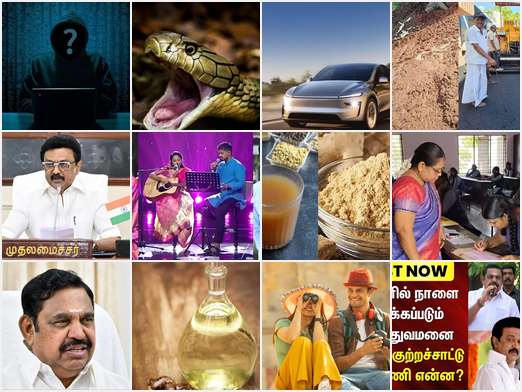 ?
முதலமைச்சர்
T NOW
ரில் நாளை
க்கப்படும்
துவமனை
குற்றச்சாட்டு
ணி என்ன?